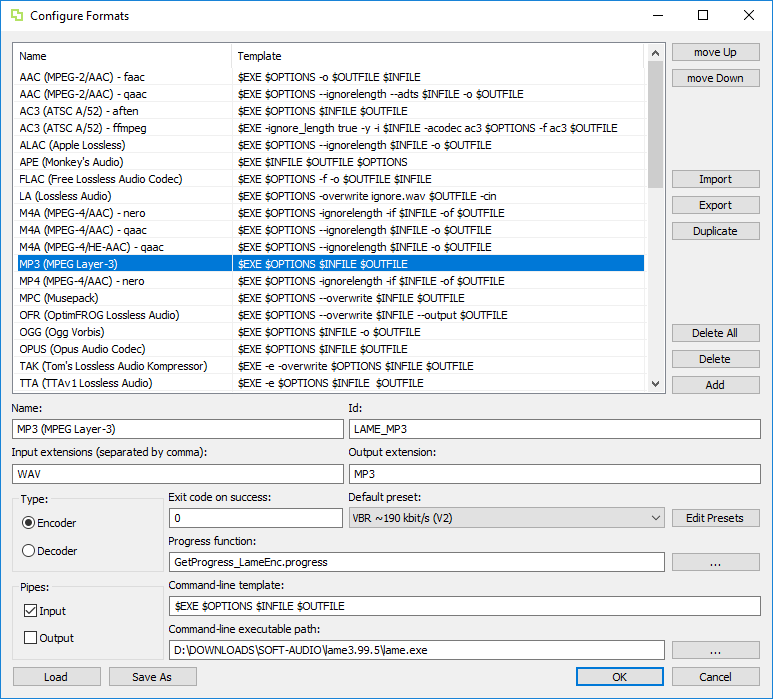 Configure Formats
Name Template
AAC (MPEG-2/AAC) - faac $EXE $OPTIONS -o $OUTFILE $INFILE
AAC (MPEG-2/AAC) - qaac $EXE $OPTIONS --ignorelength --adts $INFILE -o $OUTFILE
AC3 (ATSC A/52) - aften $EXE $OPTIONS $INFILE $OUTFILE
AC3 (ATSC A/52) - ffmpeg $EXE -ignore_length true -y -i $INFILE -acodec ac3 $OPTIONS -f ac3 $OUTFILE
ALAC (Apple Lossless) $EXE $OPTIONS --ignorelength $INFILE -o $OUTFILE
APE (Monkey's Audio) $EXE $INFILE $OUTFILE $OPTIONS
FLAC (Free Lossless Audio Codec) $EXE $OPTIONS -f -o $OUTFILE $INFILE
LA (Lossless Audio) $EXE $OPTIONS -overwrite ignore.wav $OUTFILE -cin
M4A (MPEG-4/AAC) - nero $EXE $OPTIONS -ignorelength -if $INFILE -of $OUTFILE
M4A (MPEG-4/AAC) - qaac $EXE $OPTIONS --ignorelength $INFILE -o $OUTFILE
M4A (MPEG-4/HE-AAC) - qaac $EXE $OPTIONS --ignorelength $INFILE -o $OUTFILE
MP3 (MPEG Layer-3) $EXE $OPTIONS $INFILE $OUTFILE
MP4 (MPEG-4/AAC) - nero $EXE $OPTIONS -ignorelength -if $INFILE -of $OUTFILE
MPC (Musepack) $EXE $OPTIONS --overwrite $INFILE $OUTFILE
OFR (OptimFROG Lossless Audio) $EXE $OPTIONS --overwrite $INFILE --output $OUTFILE
OGG (Ogg Vorbis) $EXE $OPTIONS $INFILE -o $OUTFILE
OPUS (Opus Audio Codec) $EXE $OPTIONS $INFILE $OUTFILE
TAK (Tom's Lossless Audio Kompressor) $EXE -e -overwrite $OPTIONS $INFILE $OUTFILE
TTA (TTAv1 Lossless Audio) $EXE -e $OPTIONS $INFILE  $OUTFILE
move Up
move Down
Import
Export
Duplicate
Delete All
Delete
Add
Name: Id:
MP3 (MPEG Layer-3) LAME_MP3
Input extensions (separated by comma): Output extension:
WAV MP3
Type: Exit code on success: Default preset:
Encoder 0 VBR ~190 kbit/s (V2) Edit Presets
Decoder Progress function:
GetProgress_LameEnc.progress ...
Pipes: Command-line template:
Input $EXE $OPTIONS $INFILE $OUTFILE
Output Command-line executable path:
D:\DOWNLOADS\SOFT-AUDIO\lame3.99.5\lame.exe ...
Load Save As OK Cancel